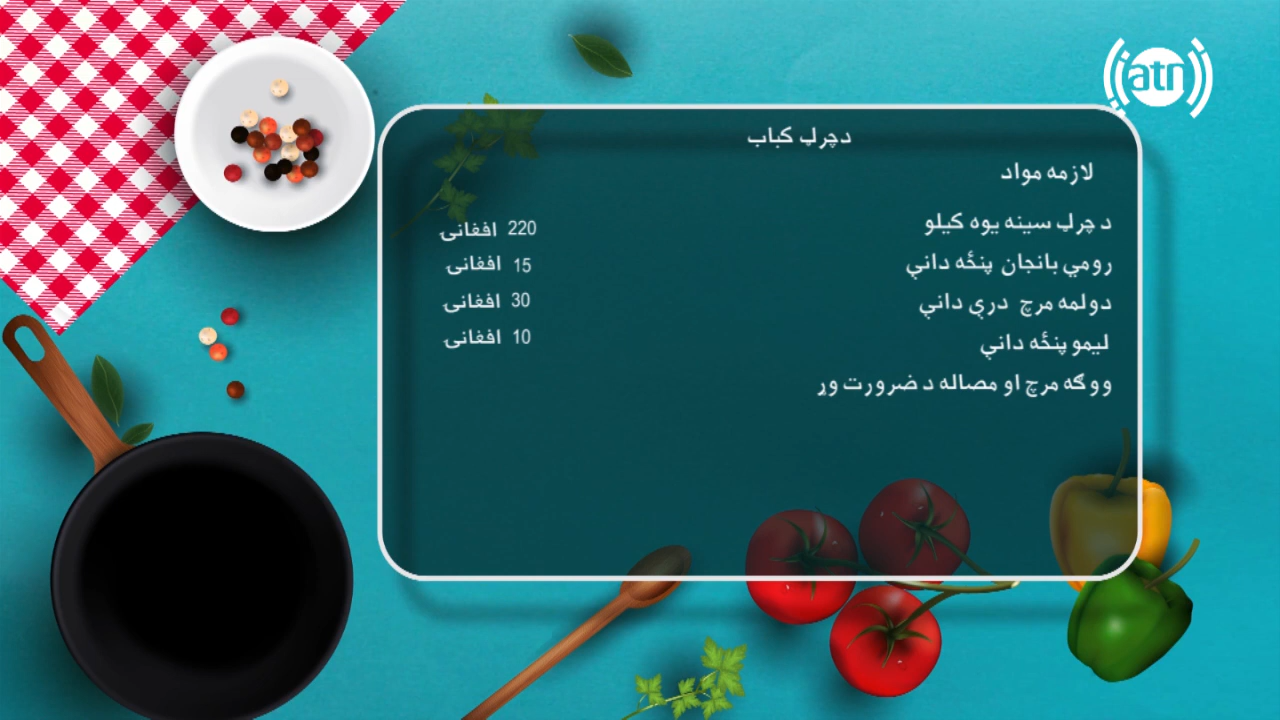 atn
دچرګ کباب
لازمه مواد
د چرګ سینه یوه کیلو 220 افغانۍ
رومي بانجان پنځه دانې 15 افغانۍ
دولمه مرچ درې دانې 30 افغانۍ
لیمو پنځه دانې 10 افغانۍ
ووګه مرچ او مصاله د ضرورت وړ